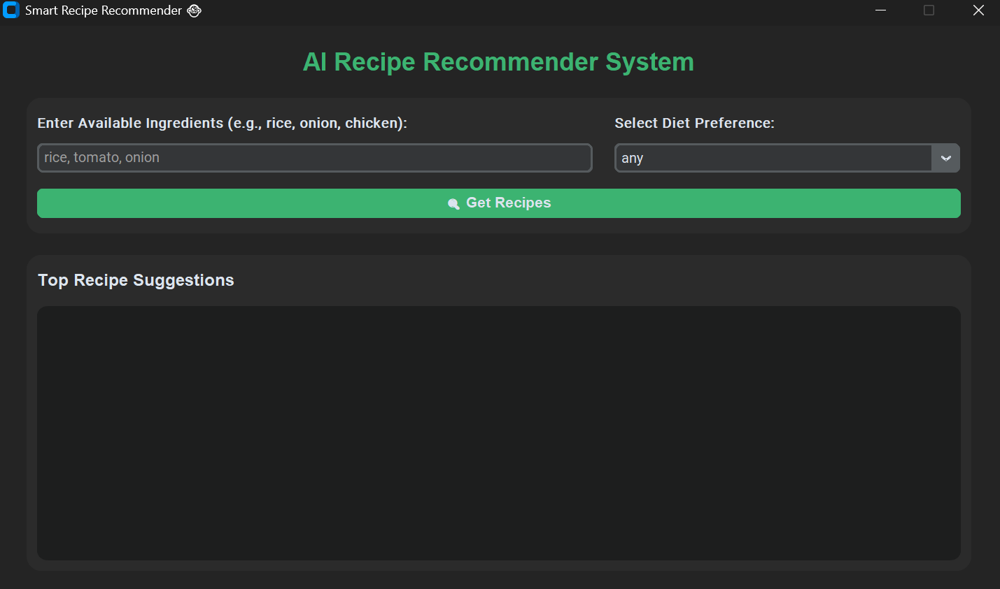 Smart Recipe Recommender
AI Recipe Recommender System
Enter Available Ingredients (e.g., rice, onion, chicken):
Select Diet Preference:
rice, tomato, onion
any
Get Recipes
Top Recipe Suggestions